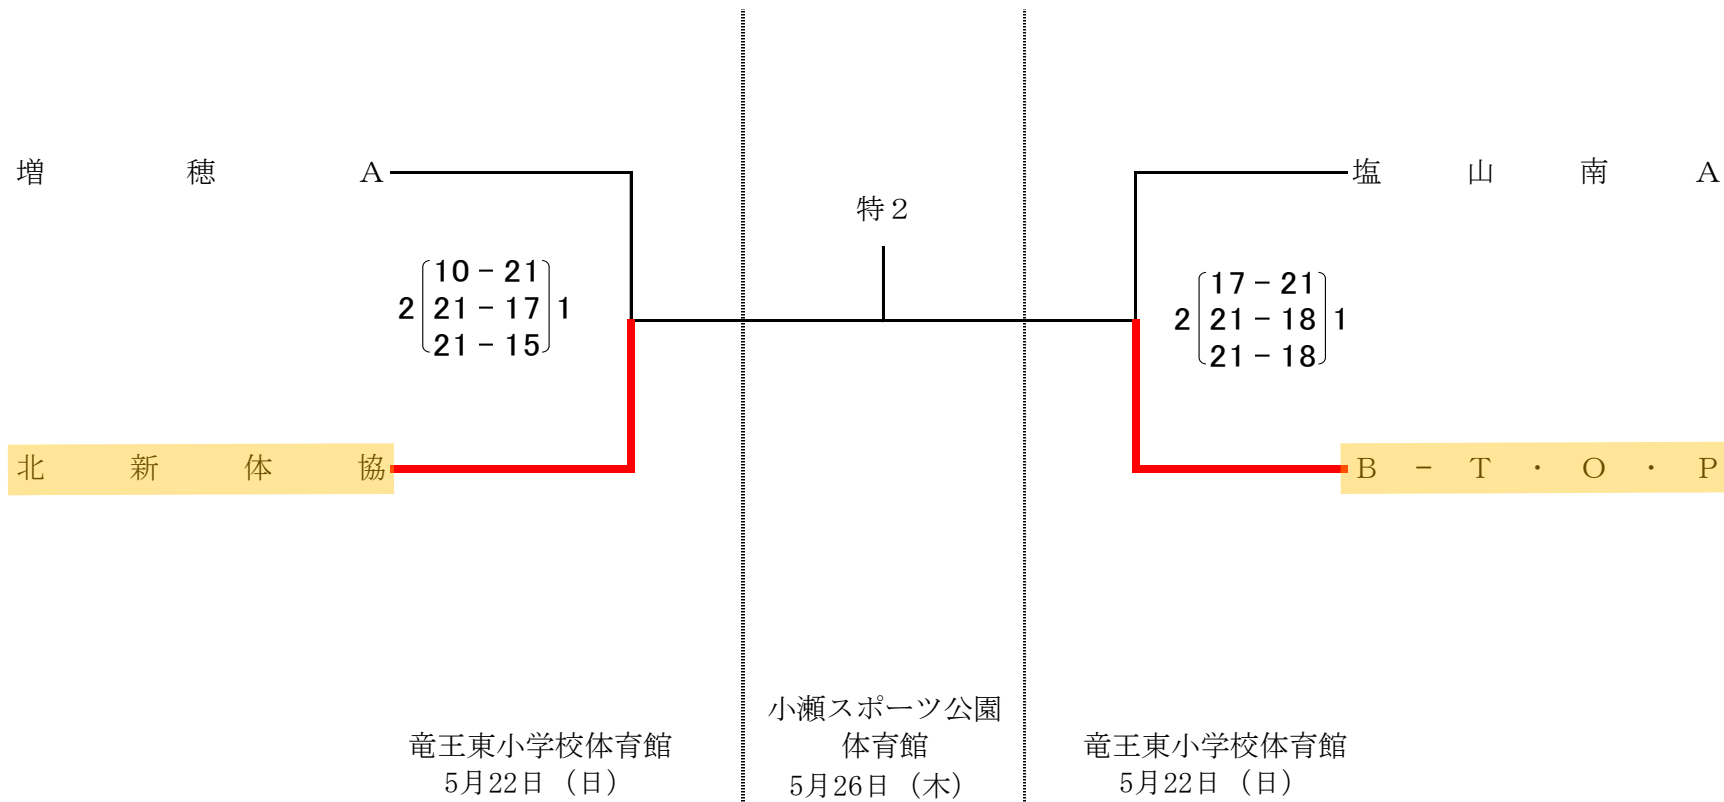 増穂A
塩山南A
特２
2 10－21 1
21－17
21－15
2 17－21 1
21－18
21－18
北新体協
B－T・O・P
小瀬スポーツ公園
体育館
5月26日（木）
竜王東小学校体育館
5月22日（日）
竜王東小学校体育館
5月22日（日）